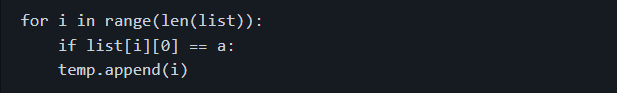 for i in range(len(list)):
    if list[i][0] == a:
    temp.append(i)